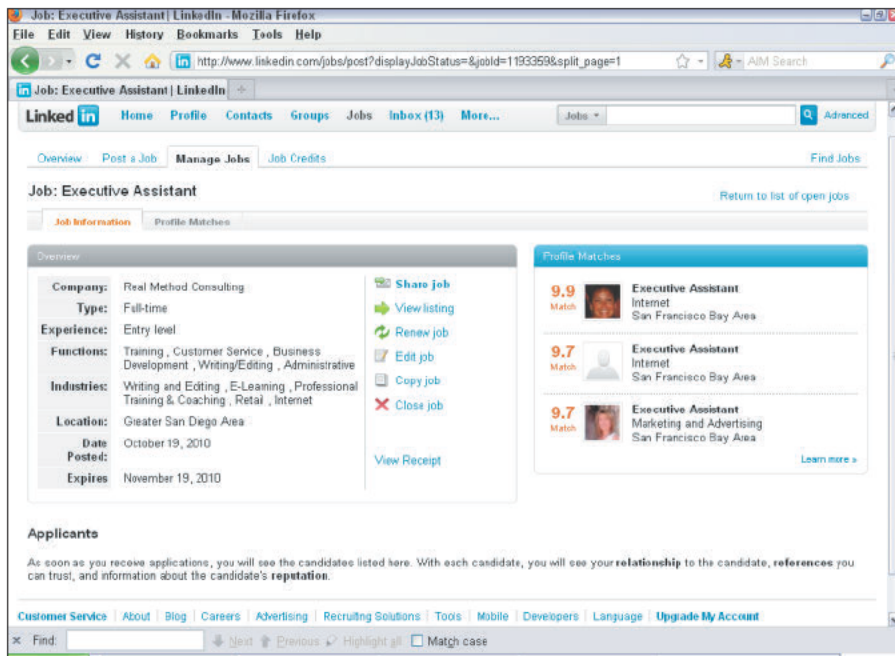 Job: Executive Assistant | LinkedIn - Mozilla Firefox
File Edit View History Bookmarks Tools Help
http://www.linkedin.com/jobs/post?displayJobStatus=&jobId=1193359&split_page=1
AIM Search
Job: Executive Assistant | LinkedIn
Linked in Home Profile Contacts Groups Jobs Inbox (13) More... Jobs Advanced
Overview Post a Job Manage Jobs Job Credits Find Jobs
Job: Executive Assistant
Return to list of open jobs
Job Information Profile Matches
Overview
Company: Real Method Consulting
Type: Full-time
Experience: Entry level
Functions: Training , Customer Service , Business
Development , Writing/Editing , Administrative
Industries: Writing and Editing , E-Learning , Professional
Training & Coaching , Retail , Internet
Location: Greater San Diego Area
Date
Posted: October 19, 2010
Expires November 19, 2010
Share job
View listing
Renew job
Edit job
Copy job
Close job
View Receipt
Profile Matches
9.9
Match
Executive Assistant
Internet
San Francisco Bay Area
9.7
Match
Executive Assistant
Internet
San Francisco Bay Area
9.7
Match
Executive Assistant
Marketing and Advertising
San Francisco Bay Area
Learn more »
Applicants
As soon as you receive applications, you will see the candidates listed here. With each candidate, you will see your relationship to the candidate, references you
can trust, and information about the candidate's reputation.
Customer Service About Blog Careers Advertising Recruiting Solutions Tools Mobile Developers Language Upgrade My Account
Find: Next Previous Highlight all Match case